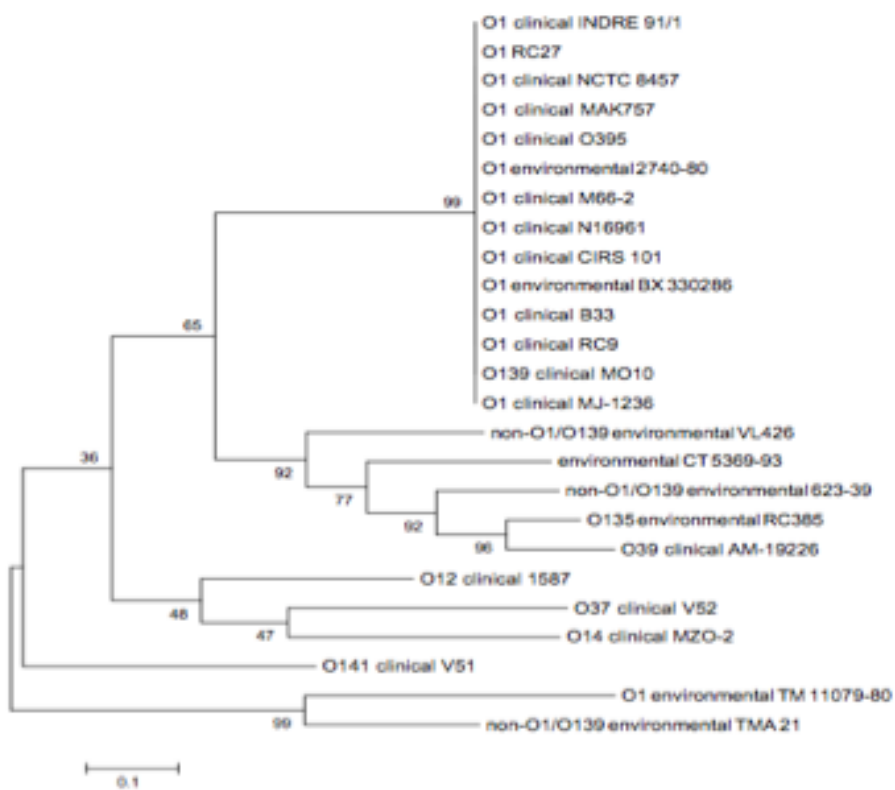 O1 clinical INDRE 91/1
O1 RC27
O1 clinical NCTC 8457
O1 clinical MAK757
O1 clinical O395
O1 environmental 2740-80
99 O1 clinical M66-2
O1 clinical N16961
O1 clinical CIRS 101
O1 environmental BX 330286
O1 clinical B33
65
O1 clinical RC9
O139 clinical MO10
O1 clinical MJ-1236
non-O1/O139 environmental VL426
36
environmental CT 5369-93
92
non-O1/O139 environmental 623-39
77
O135 environmental RC385
92
O39 clinical AM-19226
96
O12 clinical 1587
O37 clinical V52
48
O14 clinical MZO-2
47
O141 clinical V51
O1 environmental TM 11079-80
99
non-O1/O139 environmental TMA 21
0.1